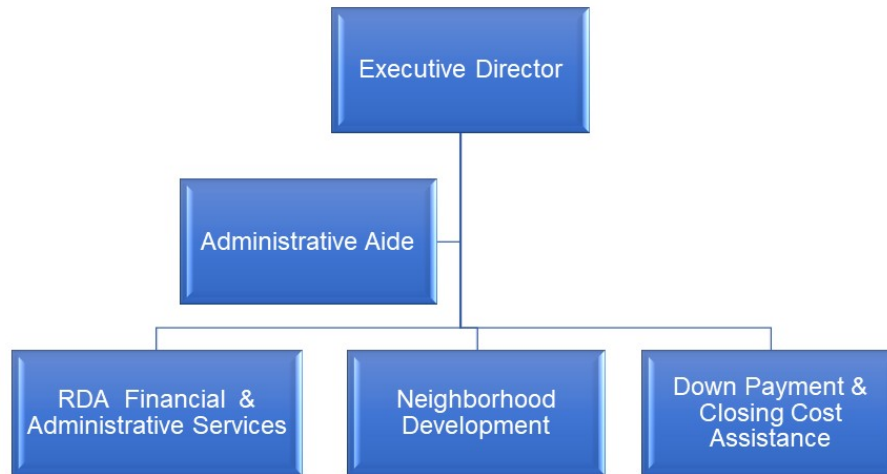 Executive Director
Administrative Aide
RDA Financial &
Administrative Services
Neighborhood
Development
Down Payment &
Closing Cost
Assistance